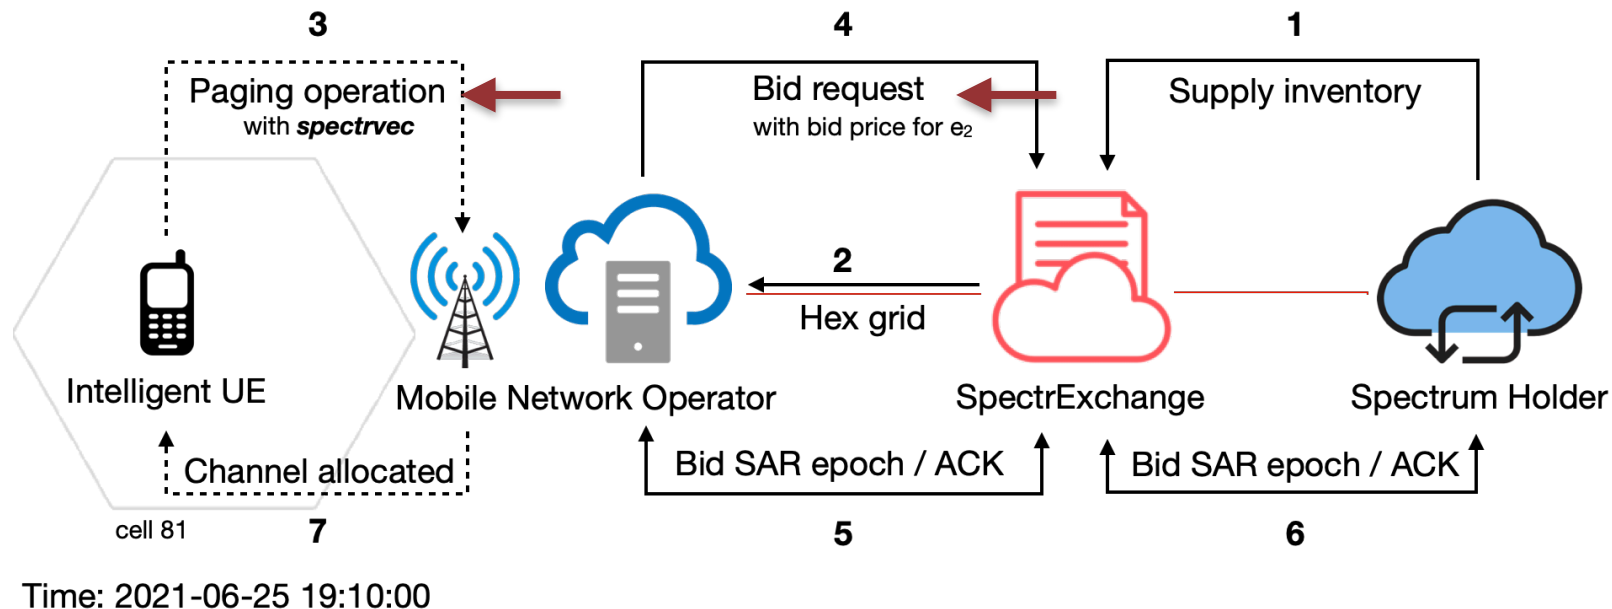 3
4
1
Paging operation
with spectrvec
Bid request
with bid price for e₂
Supply inventory
2
Hex grid
Intelligent UE
Mobile Network Operator
SpectrExchange
Spectrum Holder
Channel allocated
Bid SAR epoch / ACK
Bid SAR epoch / ACK
cell 81
7
5
6
Time: 2021-06-25 19:10:00